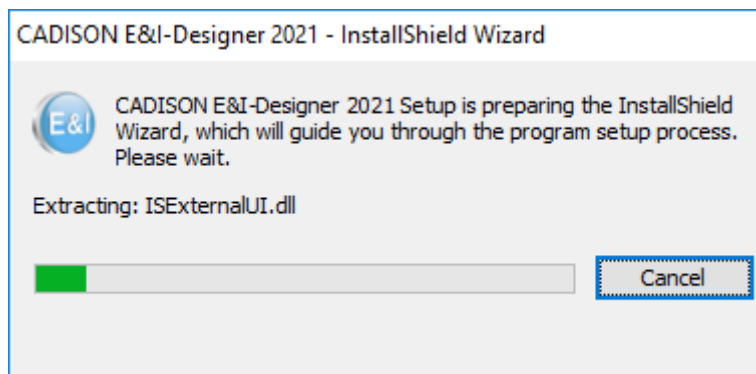 CADISON E&I-Designer 2021 - InstallShield Wizard
E&I
CADISON E&I-Designer 2021 Setup is preparing the InstallShield
Wizard, which will guide you through the program setup process.
Please wait.
Extracting: ISExternalUI.dll
Cancel